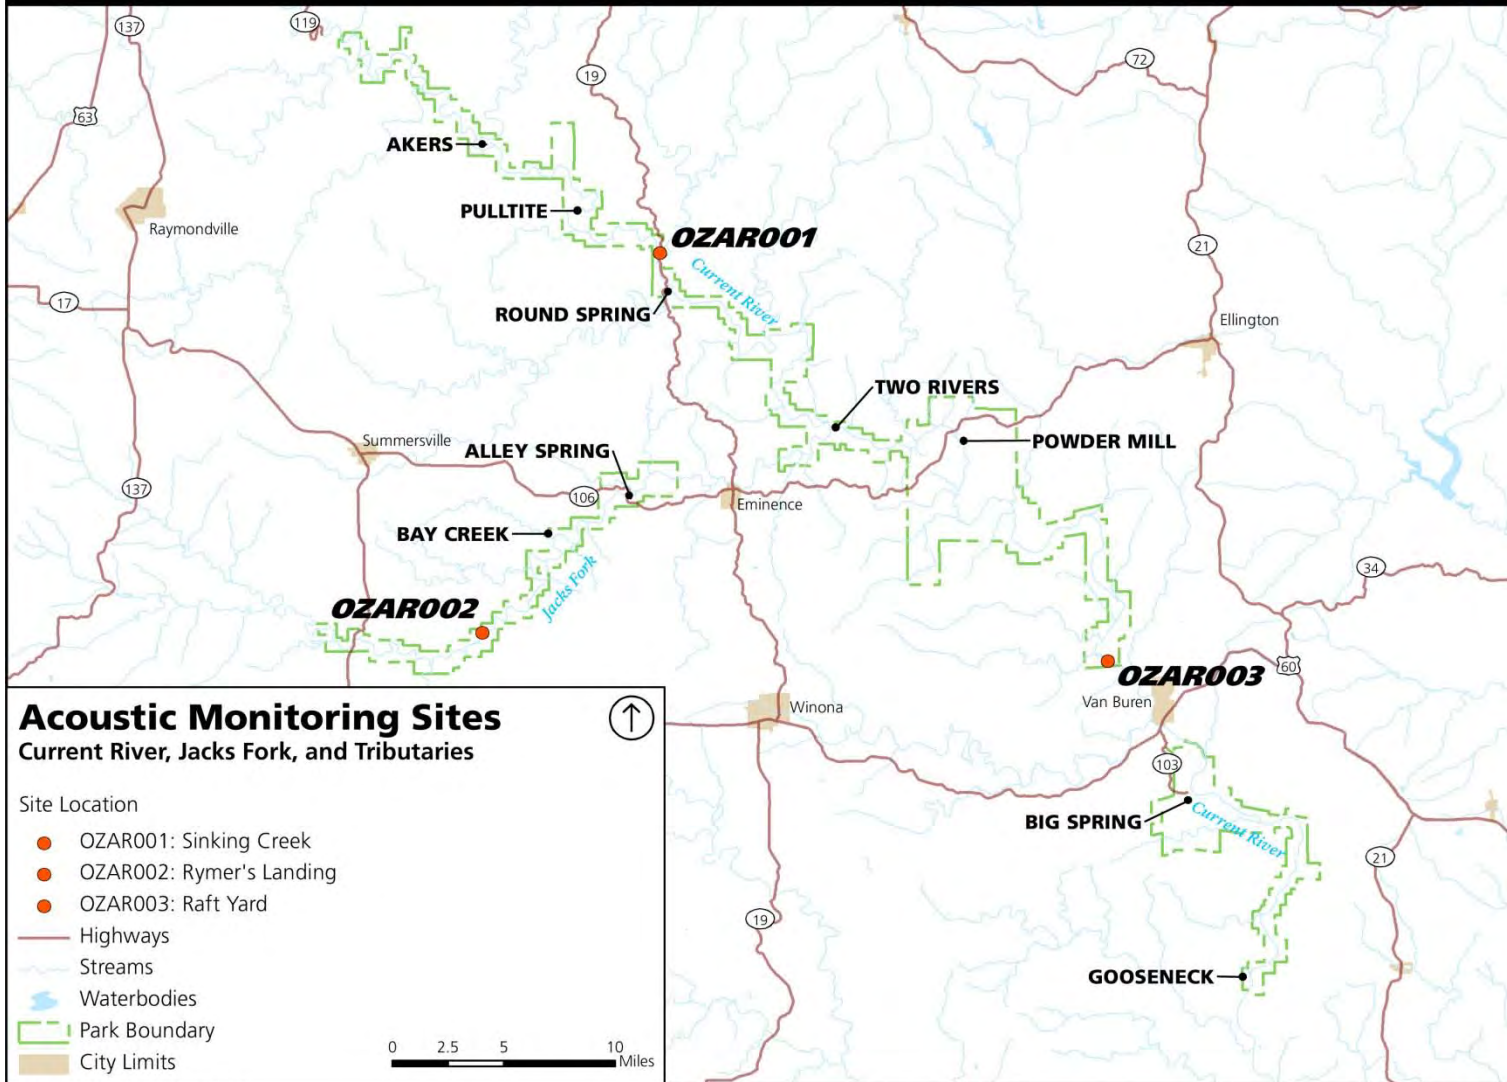 119
137
19
72
63
AKERS
PULLTITE
Raymondville
OZAR001
21
Current River
17
ROUND SPRING
Ellington
TWO RIVERS
Summersville
ALLEY SPRING
POWDER MILL
137
106
Eminence
BAY CREEK
Jacks Fork
34
OZAR002
60
OZAR003
Van Buren
Winona
103
BIG SPRING
Current River
21
19
GOOSENECK
Acoustic Monitoring Sites
Current River, Jacks Fork, and Tributaries
Site Location
OZAR001: Sinking Creek
OZAR002: Rymer's Landing
OZAR003: Raft Yard
Highways
Streams
Waterbodies
Park Boundary
City Limits
0 2.5 5 10
Miles